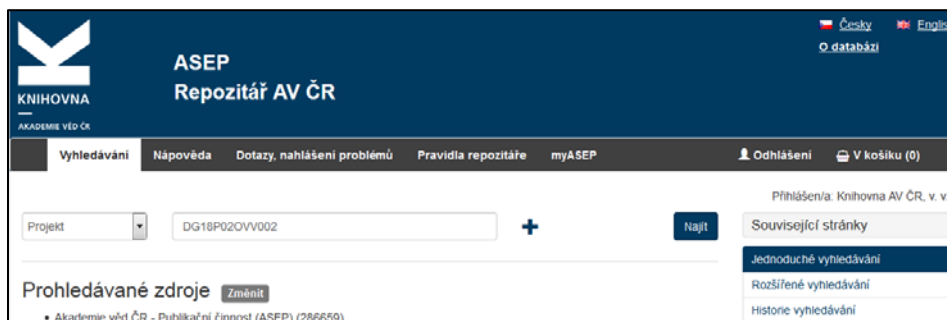 Česky Englis
O databázi
ASEP
Repozitář AV ČR
KNIHOVNA
AKADEMIE VĚD ČR
Vyhledávání Nápověda Dotazy, nahlášení problémů Pravidla repozitáře myASEP Odhlášení V košíku (0)
Přihlášen/a: Knihovna AV ČR, v. v.
Projekt DG18P02OVV002 Najít Související stránky
Jednoduché vyhledávání
Rozšířené vyhledávání
Historie vyhledávání
Prohledávané zdroje Změnit
• Akademie věd ČR - Publikační činnost (ASEP) (286659)